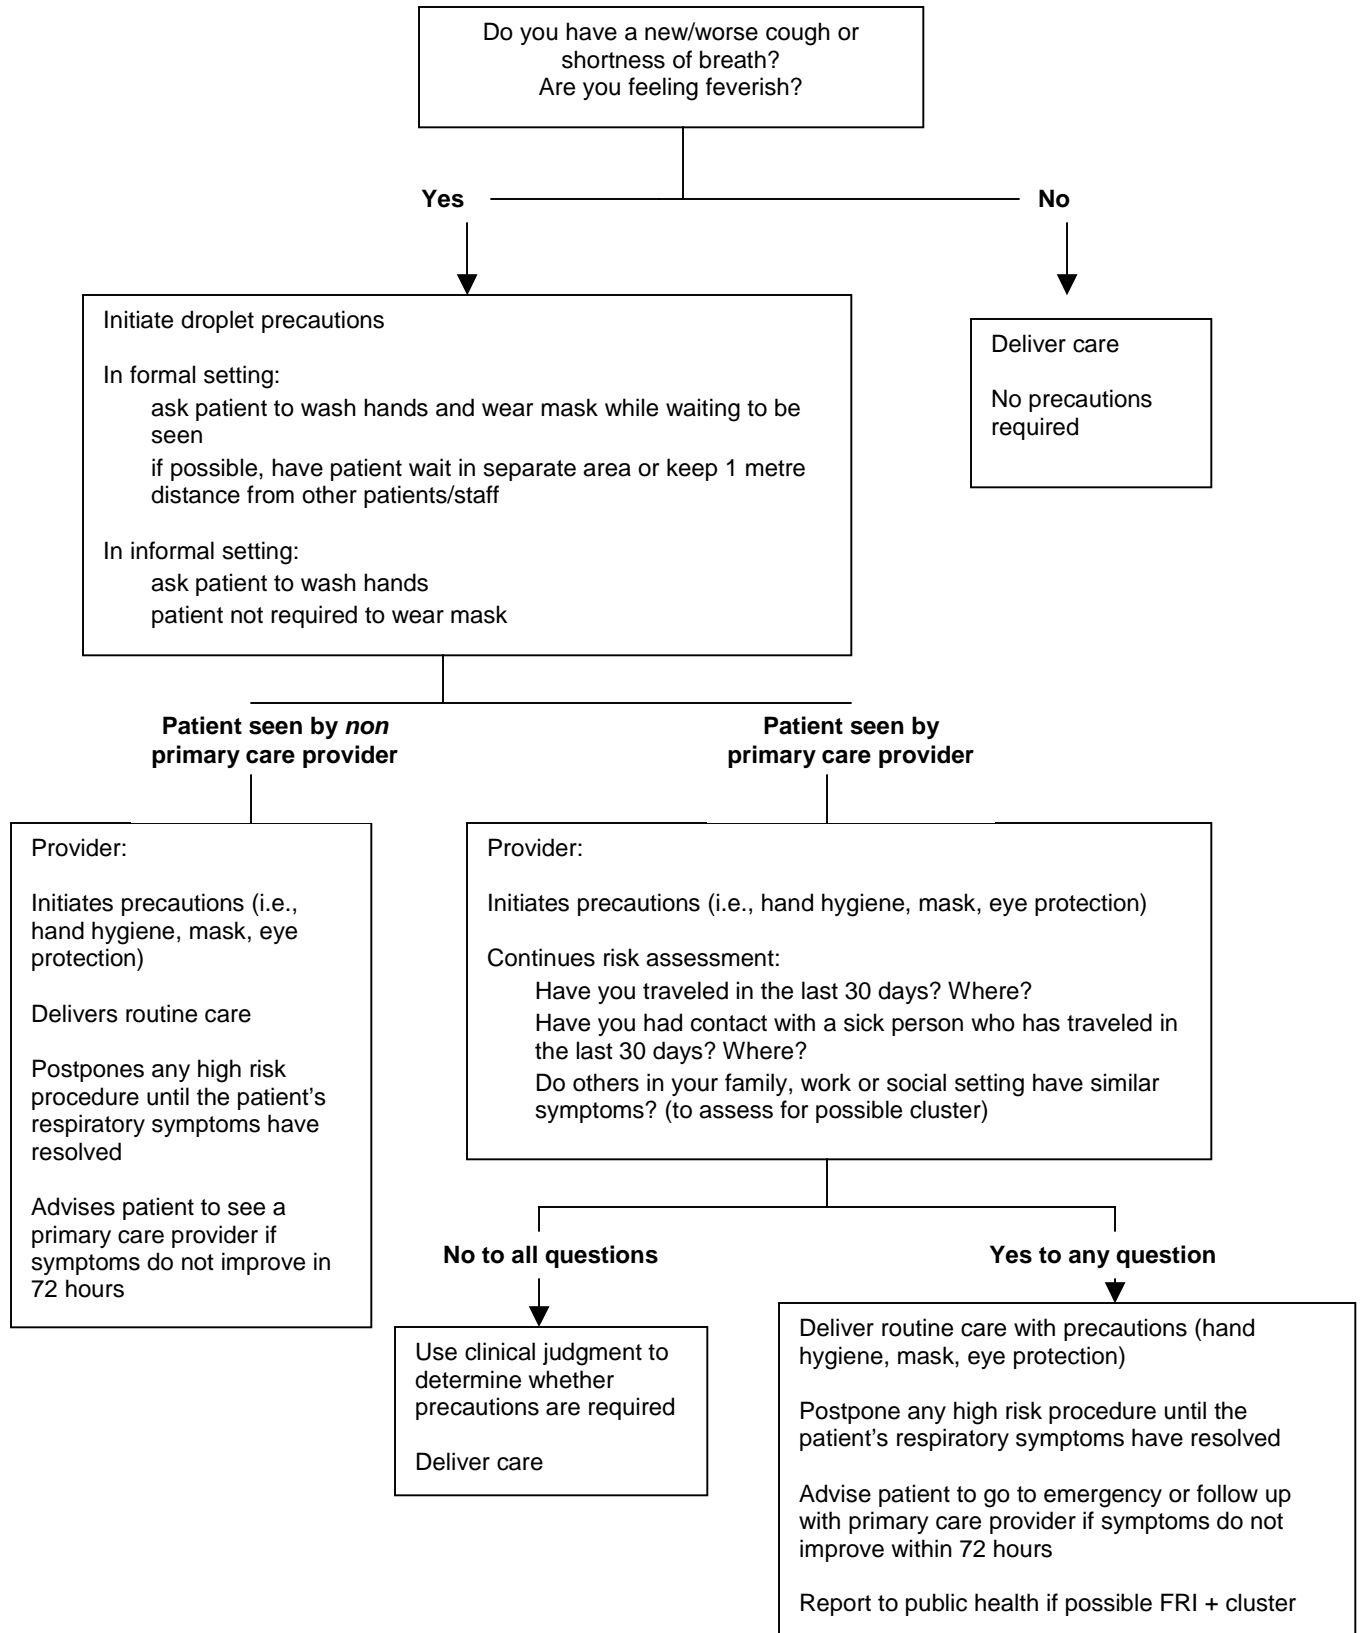 Do you have a new/worse cough or
shortness of breath?
Are you feeling feverish?
Yes
No
Initiate droplet precautions
In formal setting:
ask patient to wash hands and wear mask while waiting to be
seen
if possible, have patient wait in separate area or keep 1 metre
distance from other patients/staff
In informal setting:
ask patient to wash hands
patient not required to wear mask
Deliver care
No precautions
required
Patient seen by non
primary care provider
Patient seen by
primary care provider
Provider:
Initiates precautions (i.e.,
hand hygiene, mask, eye
protection)
Delivers routine care
Postpones any high risk
procedure until the patient’s
respiratory symptoms have
resolved
Advises patient to see a
primary care provider if
symptoms do not improve in
72 hours
Provider:
Initiates precautions (i.e., hand hygiene, mask, eye protection)
Continues risk assessment:
Have you traveled in the last 30 days? Where?
Have you had contact with a sick person who has traveled in
the last 30 days? Where?
Do others in your family, work or social setting have similar
symptoms? (to assess for possible cluster)
No to all questions
Yes to any question
Use clinical judgment to
determine whether
precautions are required
Deliver care
Deliver routine care with precautions (hand
hygiene, mask, eye protection)
Postpone any high risk procedure until the
patient’s respiratory symptoms have resolved
Advise patient to go to emergency or follow up
with primary care provider if symptoms do not
improve within 72 hours
Report to public health if possible FRI + cluster